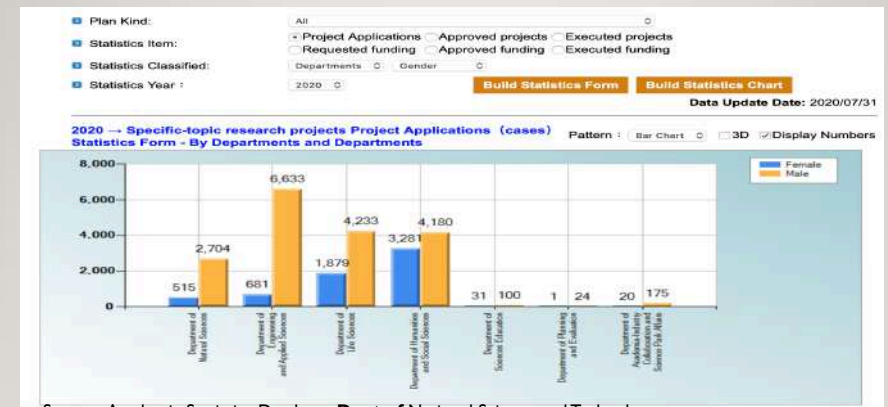 Plan Kind: All
Statistics Item: Project Applications Approved projects Executed projects
Requested funding Approved funding Executed funding
Statistics Classified: Departments Gender
Statistics Year : 2020 Build Statistics Form Build Statistics Chart
Data Update Date: 2020/07/31
2020 → Specific-topic research projects Project Applications (cases)
Statistics Form - By Departments and Departments
Pattern : Bar Chart 3D Display Numbers
Female
Male
8,000
6,000
4,000
2,000
0
515 2,704
681 6,633
1,879 4,233
3,281 4,180
31 100
1 24
20 175
Department of
Natural Sciences
Department of
Engineering
and Applied Sciences
Department of
Life Sciences
Department of Humanities
and Social Sciences
Department of
Sciences Education
Department of Planning
and Evaluation
Department of
Academia-Industry
Collaboration and
Science Park Affairs